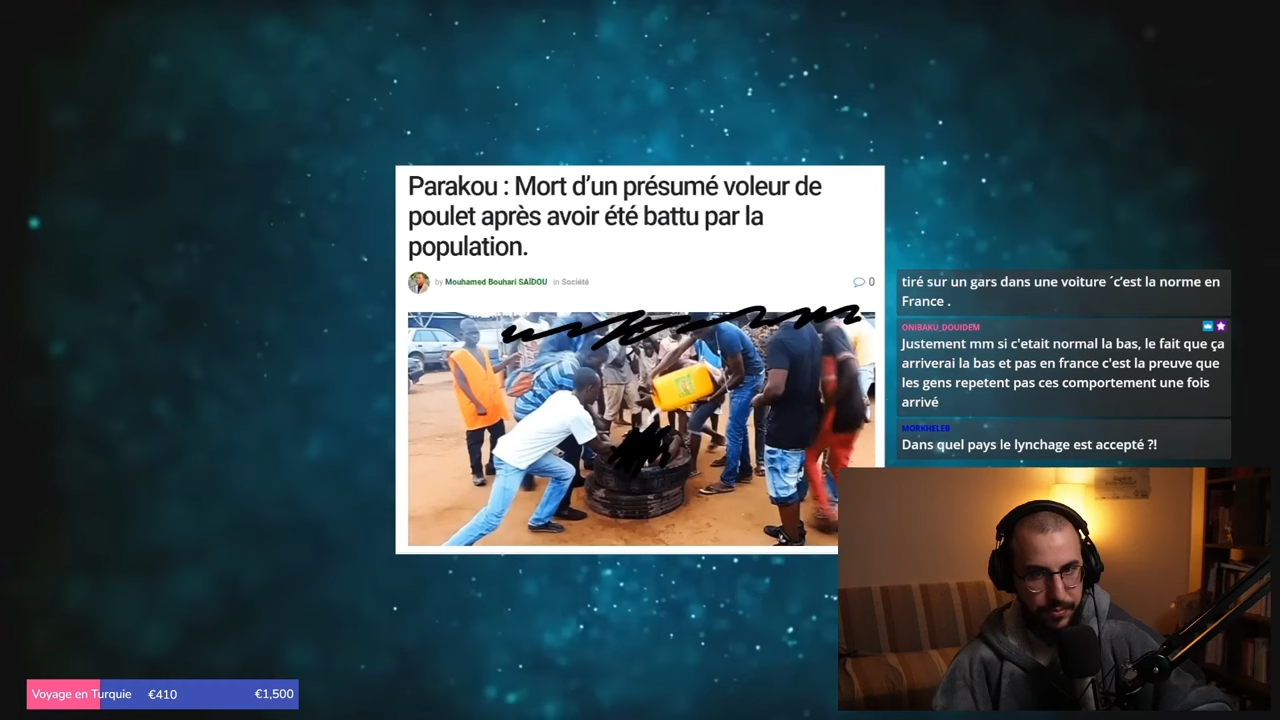 Parakou : Mort d’un présumé voleur de
poulet après avoir été battu par la
population.
by Mouhamed Bouhari SAÏDOU in Société
0
tiré sur un gars dans une voiture ´c’est la norme en
France .
ONIBAKU_DOUIDEM
Justement mm si c'etait normal la bas, le fait que ça
arriverai la bas et pas en france c'est la preuve que
les gens repetent pas ces comportement une fois
arrivé
MORKHELEB
Dans quel pays le lynchage est accepté ?!
Voyage en Turquie €410 €1,500